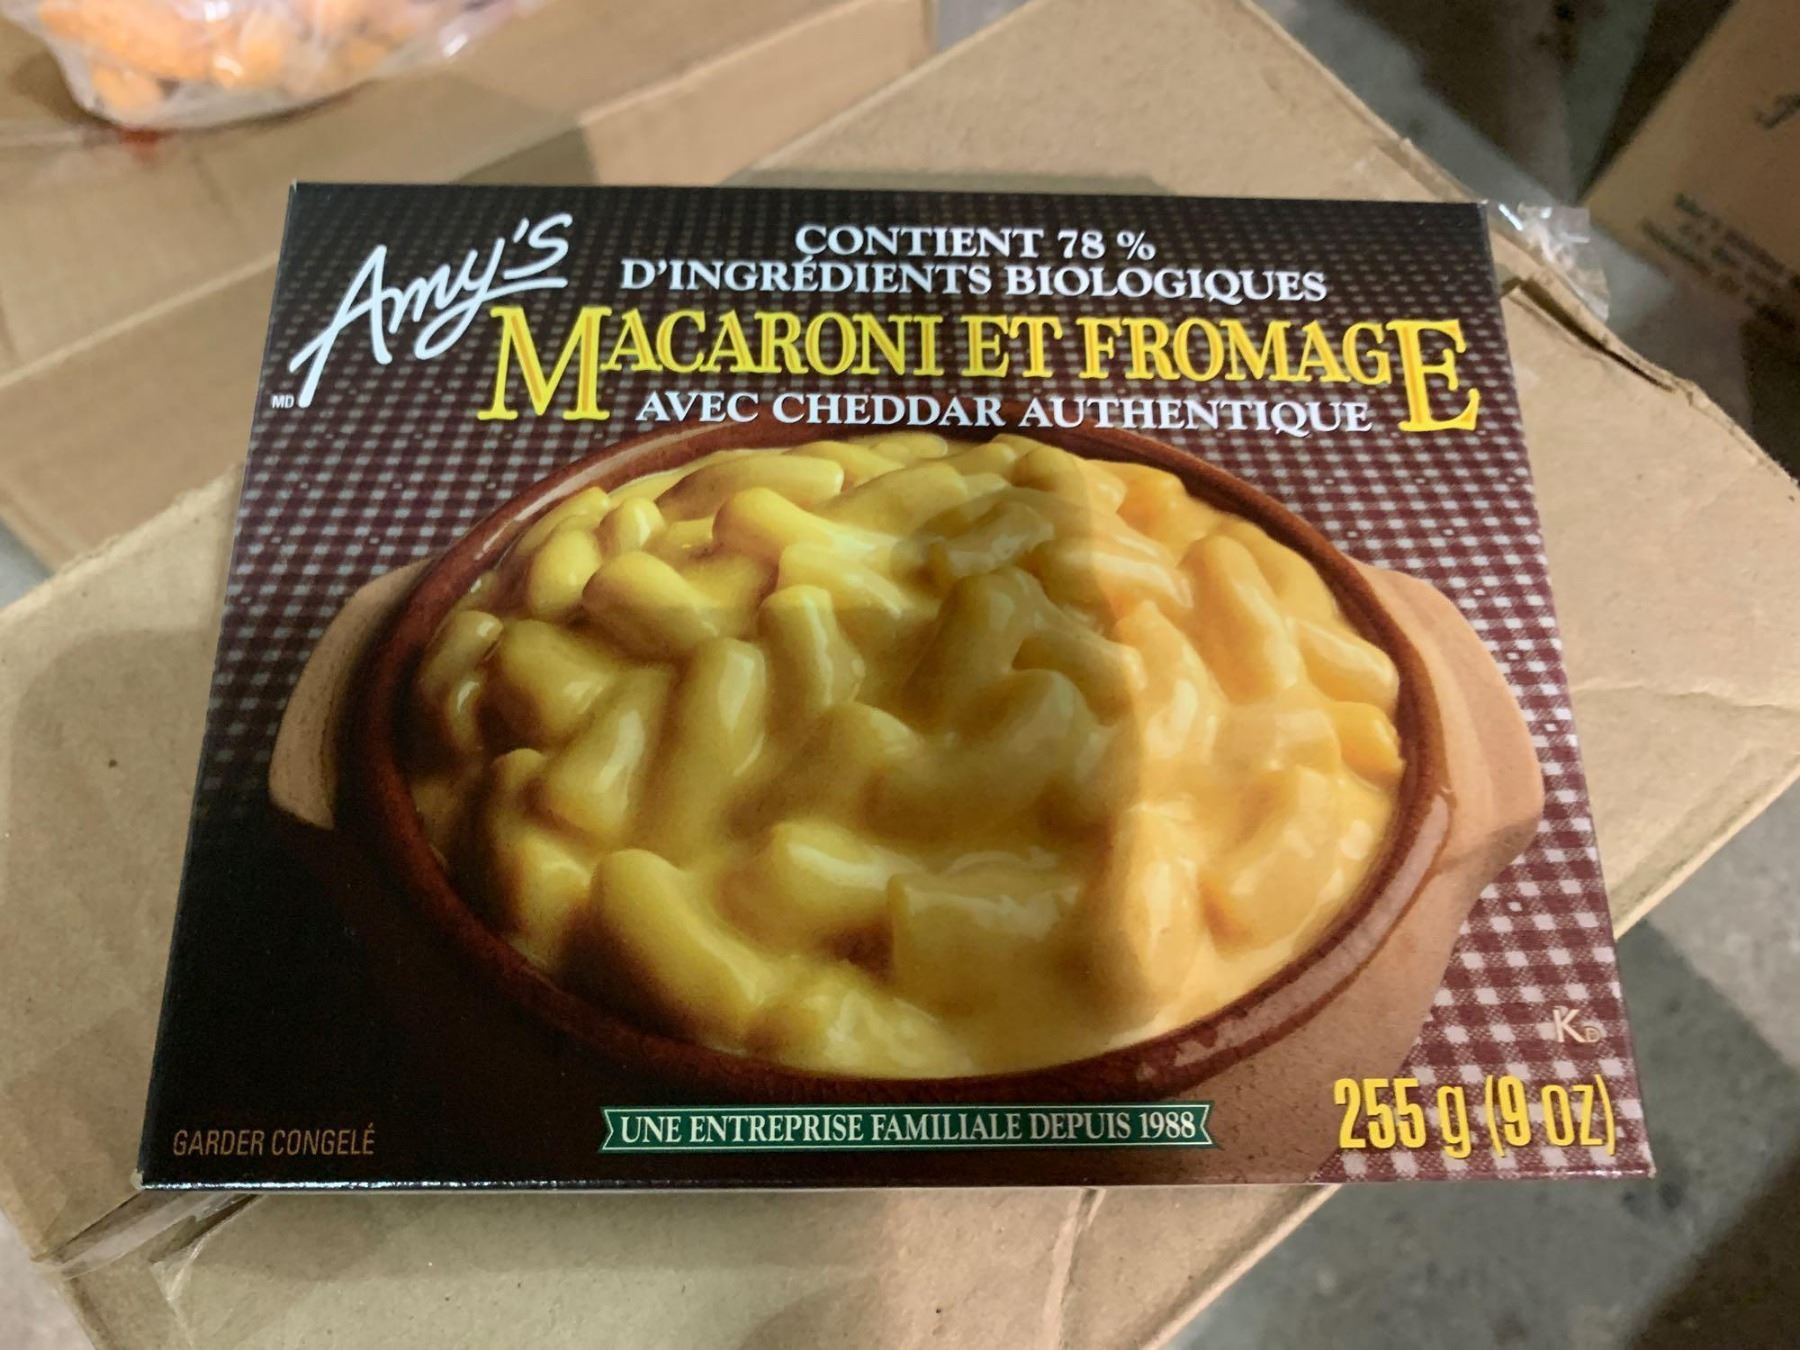 Amy's
MD
CONTIENT 78 %
D'INGRÉDIENTS BIOLOGIQUES
MACARONI ET FROMAGE
AVEC CHEDDAR AUTHENTIQUE
K D
255 g (9 oz)
UNE ENTREPRISE FAMILIALE DEPUIS 1988
GARDER CONGELÉ